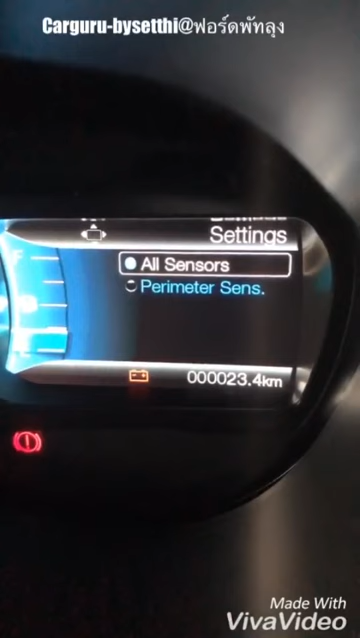 Carguru-bysetthi@ฟอร์ดพัทลุง
Settings
All Sensors
Perimeter Sens.
F
000023.4km
Made With
VivaVideo